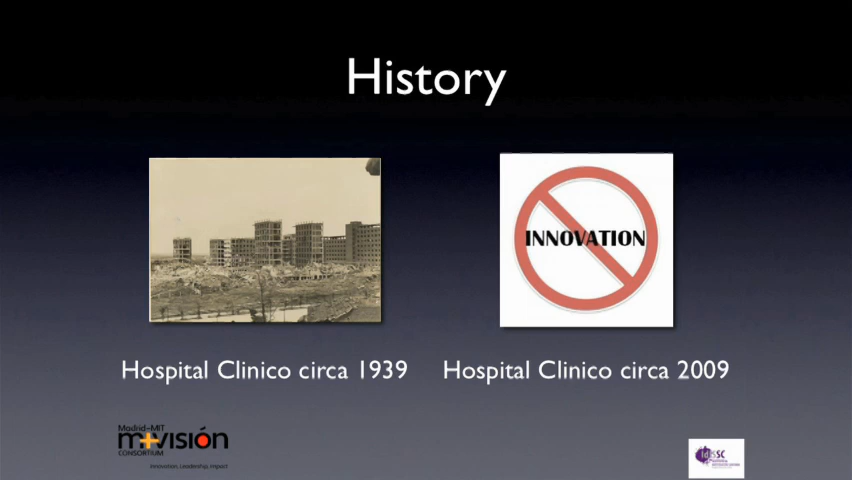 History
INNOVATION
Hospital Clinico circa 1939
Hospital Clinico circa 2009
Madrid–MIT
m+visión
CONSORTIUM
Innovation, Leadership, Impact
IdISSC